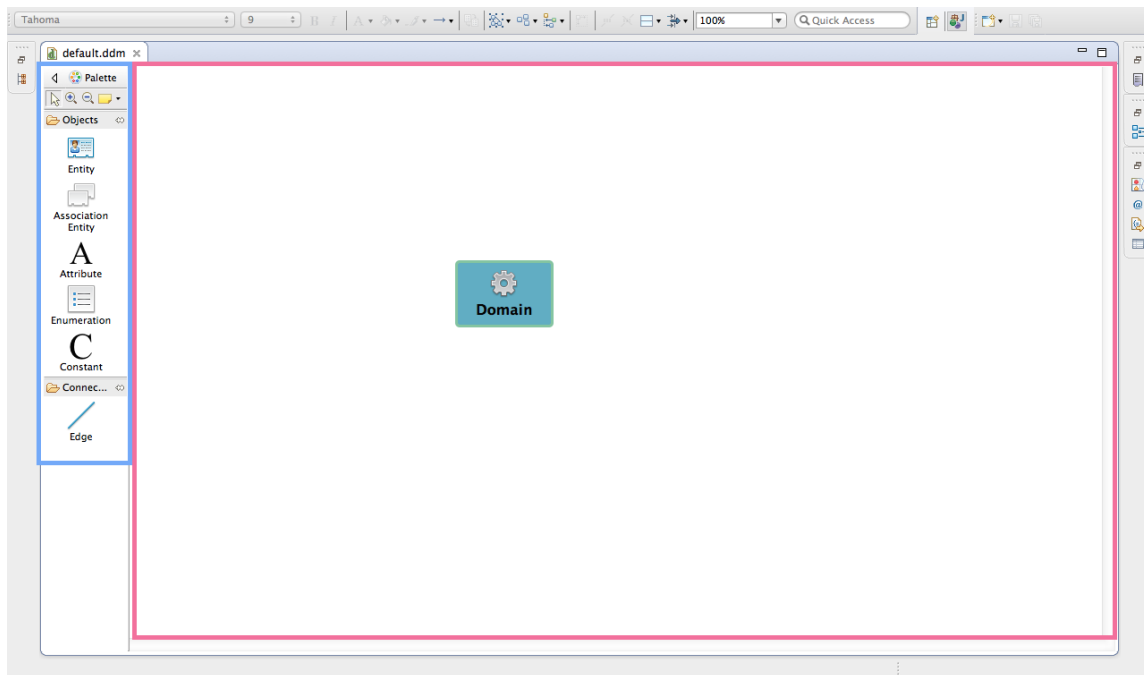 Tahoma 9 B I A 100% Quick Access
default.ddm
Palette
Objects
Entity
Association
Entity
A
Attribute
Enumeration
C
Constant
Connec...
Edge
Domain
@